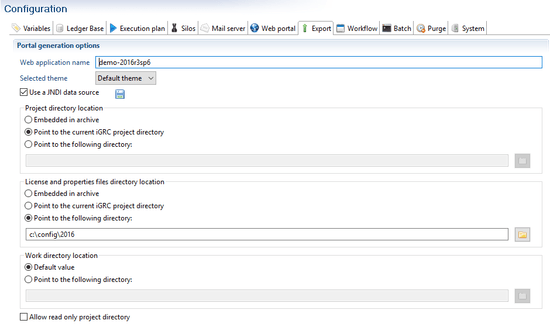 Configuration
Variables Ledger Base Execution plan Silos Mail server Web portal Export Workflow Batch Purge System
Portal generation options
Web application name demo-2016r3sp6
Selected theme Default theme
Use a JNDI data source
Project directory location
Embedded in archive
Point to the current iGRC project directory
Point to the following directory:
License and properties files directory location
Embedded in archive
Point to the current iGRC project directory
Point to the following directory:
c:\config\2016
Work directory location
Default value
Point to the following directory:
Allow read only project directory